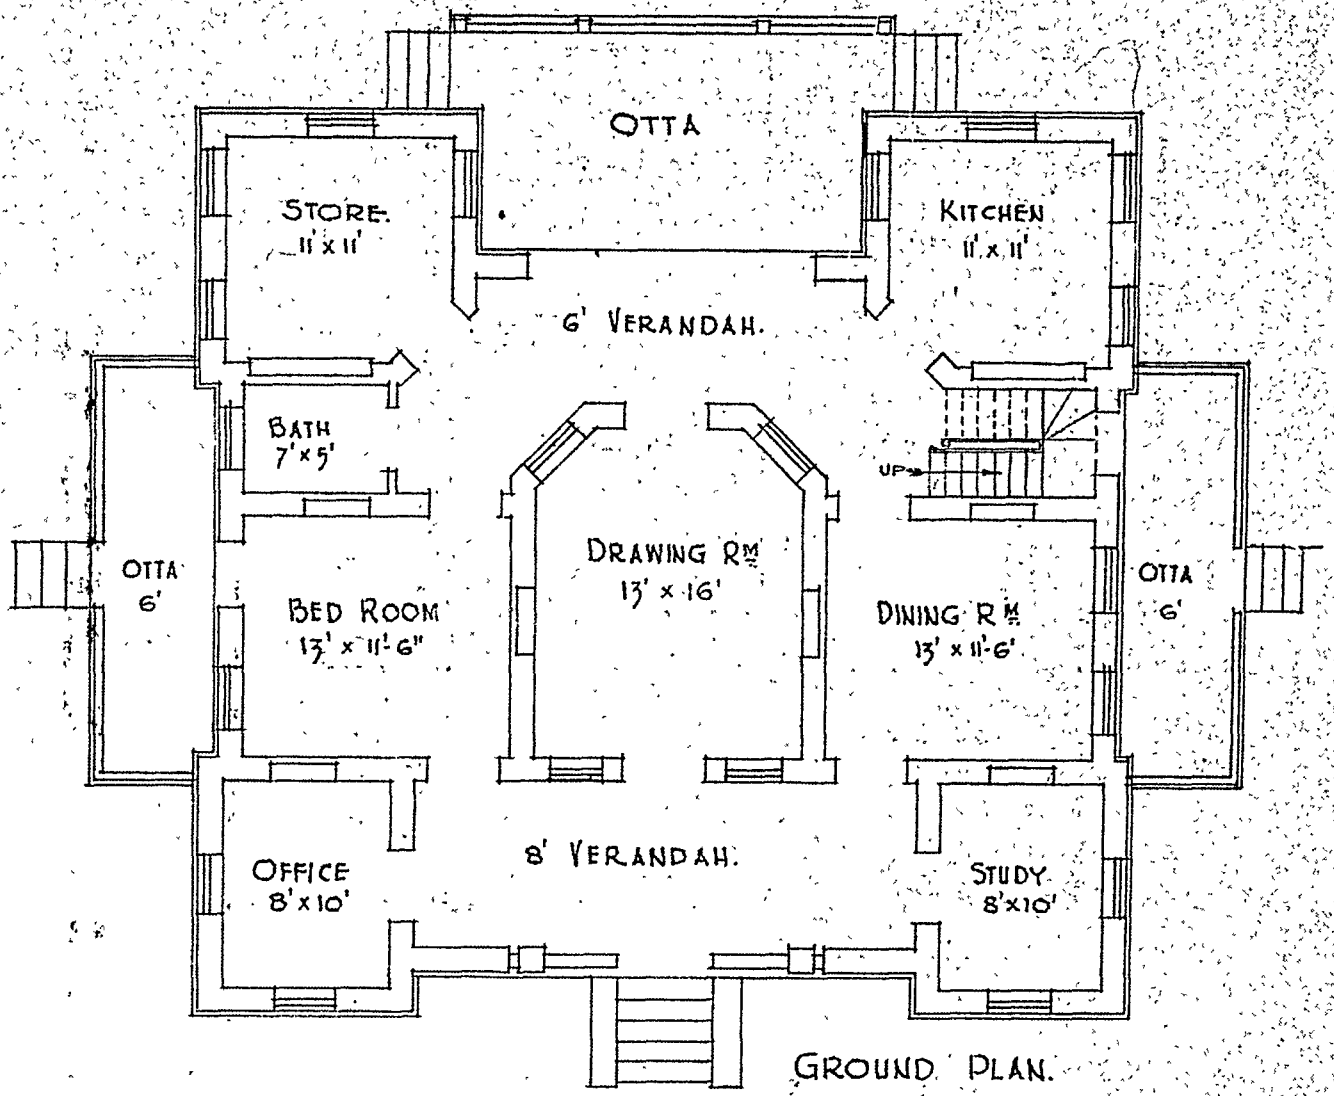 OTTA
STORE.
11' x 11'
KITCHEN
11' x 11'
6' VERANDAH.
BATH
7' x 5'
UP
OTTA
6'
BED ROOM
13' x 11'-6"
DRAWING RM
13' x 16'
DINING RM
13' x 11'-6'
OTTA
6'
OFFICE
8' x 10'
8' VERANDAH.
STUDY
8' x 10'
GROUND PLAN.